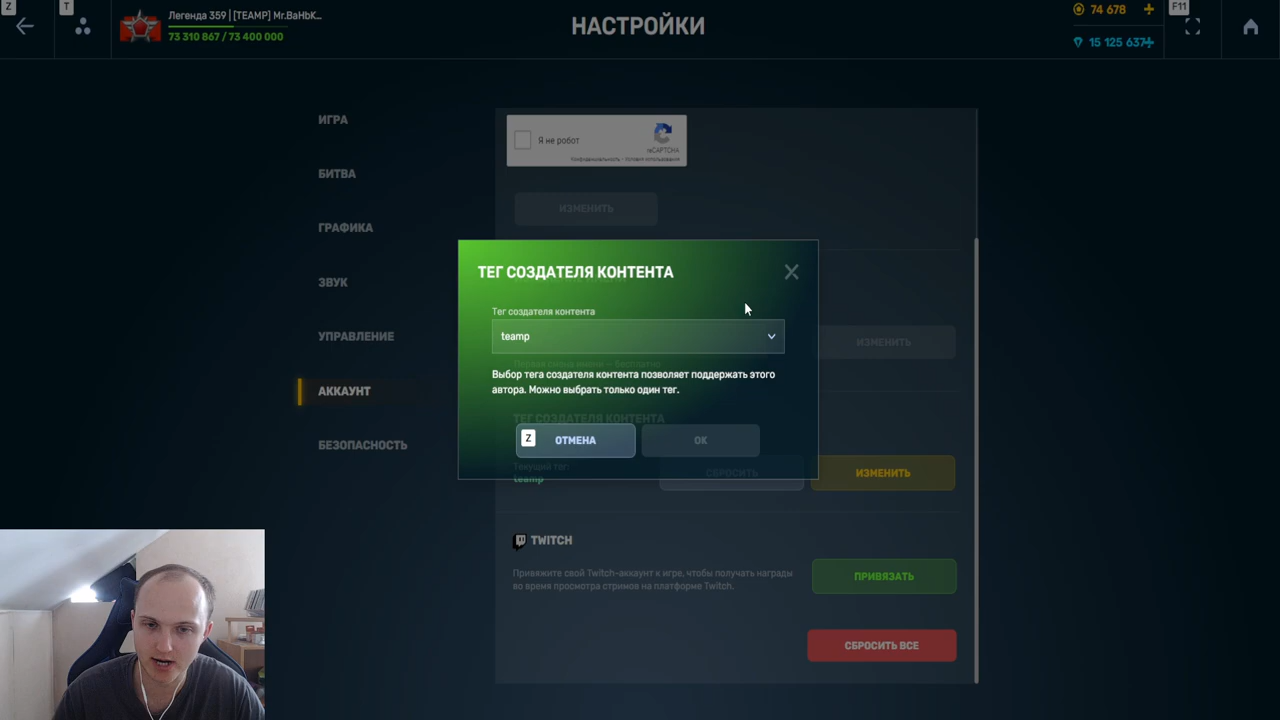 Z
T
Легенда 359 | [TEAMP] Mr.BaHbK...
73 310 867 / 73 400 000
НАСТРОЙКИ
74 678
15 125 637
F11
ИГРА
БИТВА
ГРАФИКА
ЗВУК
УПРАВЛЕНИЕ
АККАУНТ
БЕЗОПАСНОСТЬ
Я не робот
reCAPTCHA
Конфиденциальность - Условия использования
ИЗМЕНИТЬ
ТЕГ СОЗДАТЕЛЯ КОНТЕНТА
Тег создателя контента
teamp
ИЗМЕНИТЬ
Выбор тега создателя контента позволяет поддержать этого
автора. Можно выбрать только один тег.
ТЕГ СОЗДАТЕЛЯ КОНТЕНТА
Z ОТМЕНА
ОК
Текущий тег:
teamp
СБРОСИТЬ
ИЗМЕНИТЬ
TWITCH
Привяжите свой Twitch-аккаунт к игре, чтобы получать награды
во время просмотра стримов на платформе Twitch.
ПРИВЯЗАТЬ
СБРОСИТЬ ВСЕ